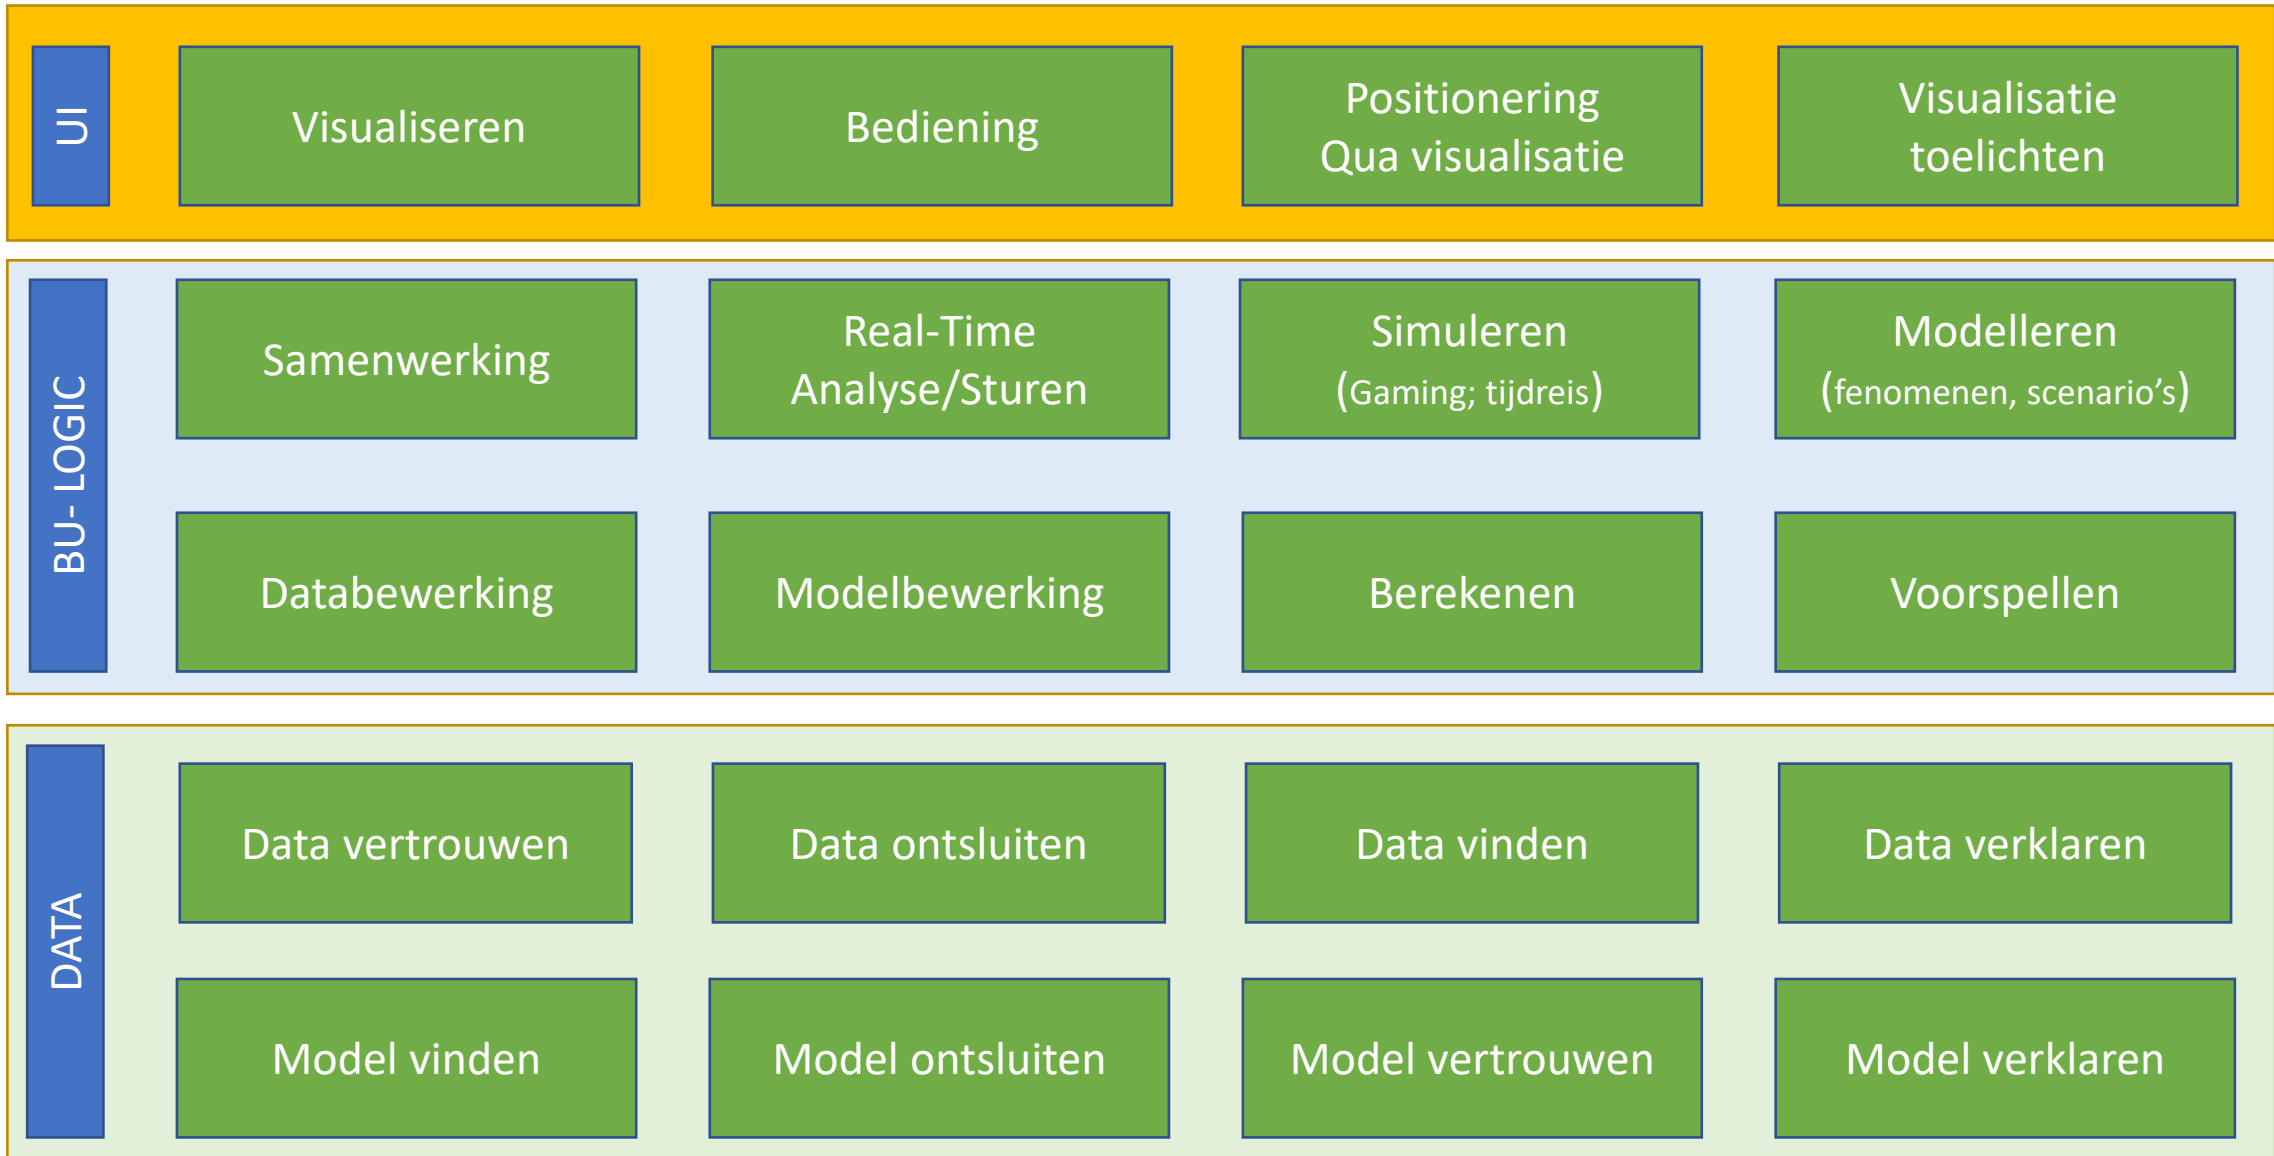 UI
Visualiseren
Bediening
Positionering
Qua visualisatie
Visualisatie
toelichten
BU- LOGIC
Samenwerking
Real-Time
Analyse/Sturen
Simuleren
(Gaming; tijdreis)
Modelleren
(fenomenen, scenario’s)
Databewerking
Modelbewerking
Berekenen
Voorspellen
DATA
Data vertrouwen
Data ontsluiten
Data vinden
Data verklaren
Model vinden
Model ontsluiten
Model vertrouwen
Model verklaren